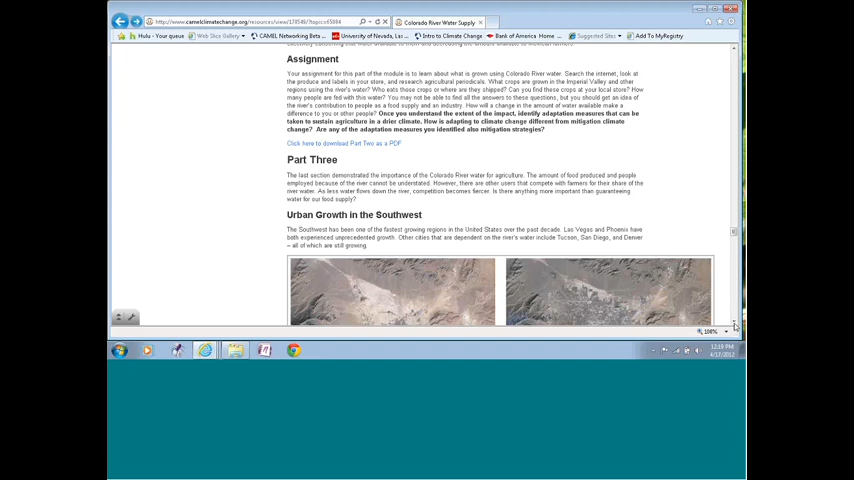 http://www.camelclimatechange.org/resources/view/170549/?topic=65084
Colorado River Water Supply
Hulu - Your queue
Web Slice Gallery
CAMEL Networking Beta ...
University of Nevada, Las...
Intro to Climate Change
Bank of America Home ...
Suggested Sites
Add To MyRegistry
Assignment
Your assignment for this part of the module is to learn about what is grown using Colorado River water. Search the internet, look at
the produce and labels in your store, and research agricultural periodicals. What crops are grown in the Imperial Valley and other
regions using the river's water? Who eats those crops or where are they shipped? Can you find these crops at your local store? How
many people are fed with this water? You may not be able to find all the answers to these questions, but you should get an idea of
the river's contribution to people as a food supply and an industry. How will a change in the amount of water available make a
difference to you or other people? Once you understand the extent of the impact, identify adaptation measures that can be
taken to sustain agriculture in a drier climate. How is adapting to climate change different from mitigation climate
change? Are any of the adaptation measures you identified also mitigation strategies?
Click here to download Part Two as a PDF
Part Three
The last section demonstrated the importance of the Colorado River water for agriculture. The amount of food produced and people
employed because of the river cannot be understated. However, there are other users that compete with farmers for their share of the
river water. As less water flows down the river, competition becomes fiercer. Is there anything more important than guaranteeing
water for our food supply?
Urban Growth in the Southwest
The Southwest has been one of the fastest growing regions in the United States over the past decade. Las Vegas and Phoenix have
both experienced unprecedented growth. Other cities that are dependent on the river's water include Tucson, San Diego, and Denver
– all of which are still growing.
100%
12:19 PM
4/17/2012